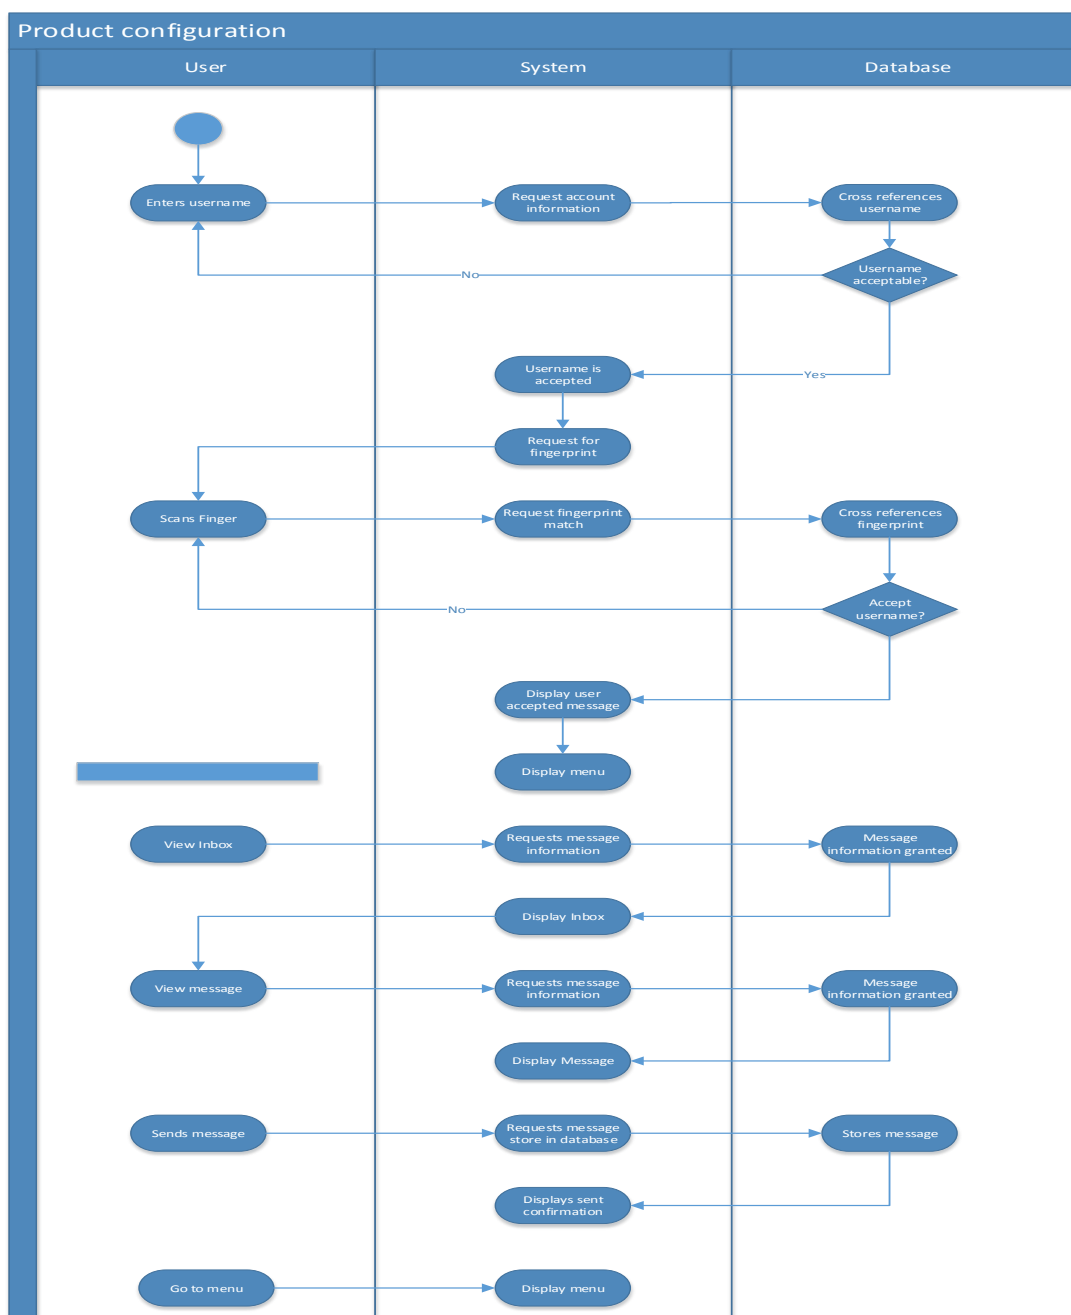 Product configuration
User
System
Database
Enters username
Request account
information
Cross references
username
Username
acceptable?
No
Username is
accepted
Yes
Request for
fingerprint
Scans Finger
Request fingerprint
match
Cross references
fingerprint
Accept
username?
No
Display user
accepted message
Display menu
View Inbox
Requests message
information
Message
information granted
Display Inbox
View message
Requests message
information
Message
information granted
Display Message
Sends message
Requests message
store in database
Stores message
Displays sent
confirmation
Go to menu
Display menu